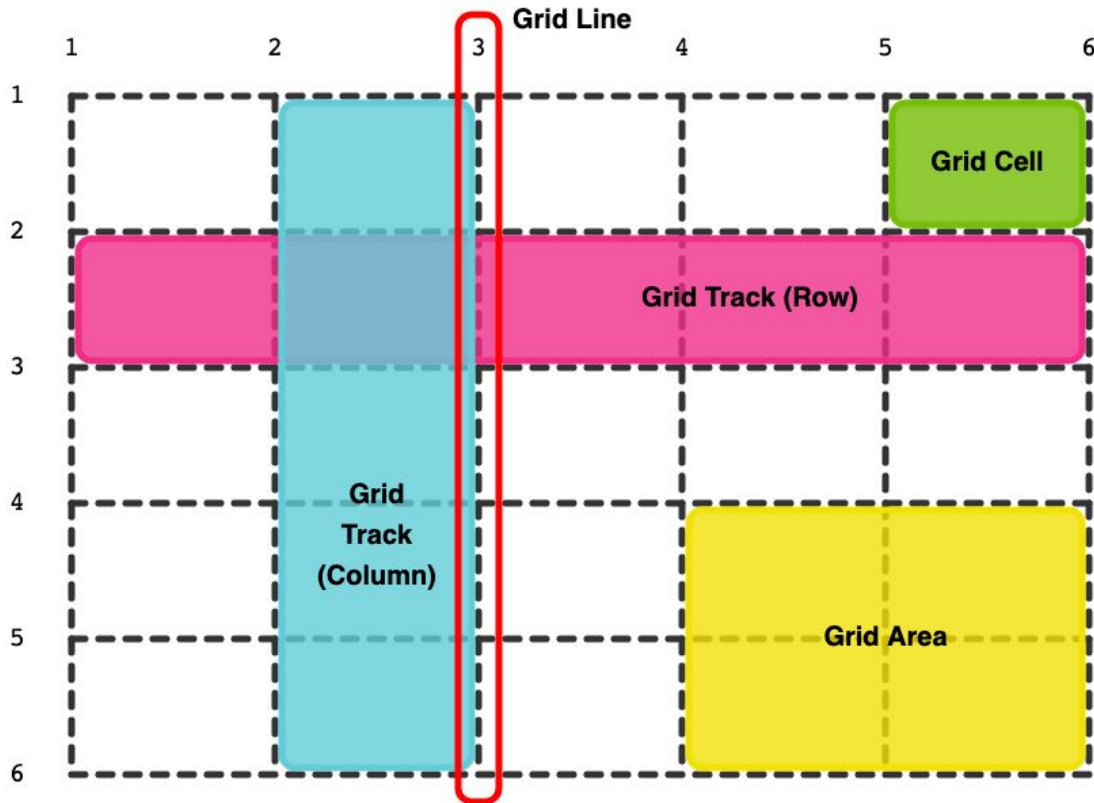 Grid Line
1 2 3 4 5 6
1
Grid Cell
2
Grid Track (Row)
3
4
Grid
Track
(Column)
5
Grid Area
6